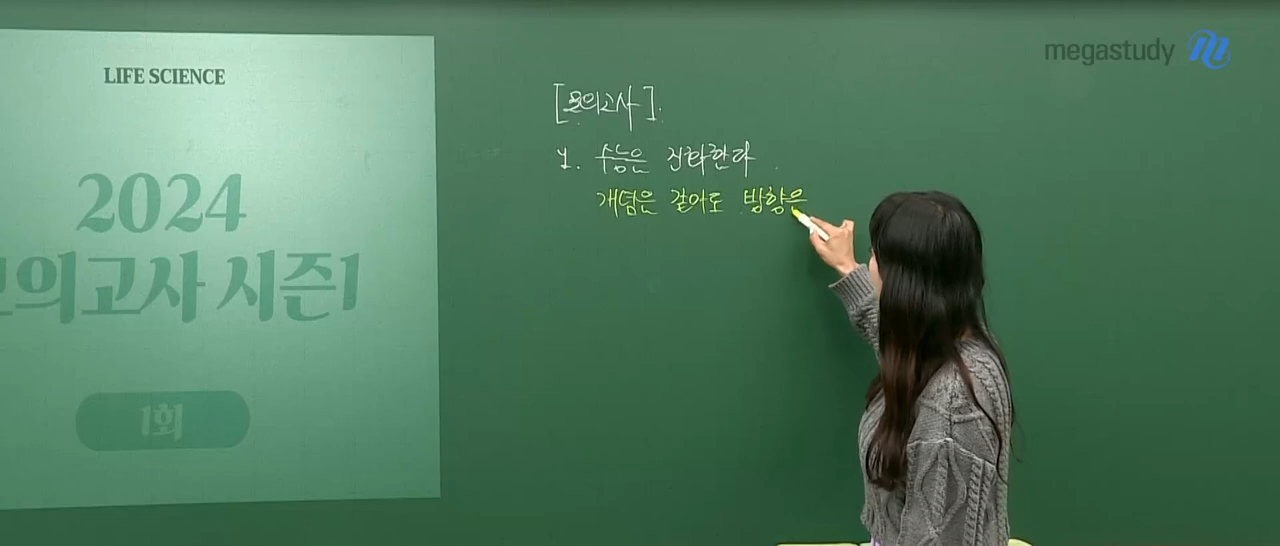 megastudy
LIFE SCIENCE
2024
모의고사 시즌1
1회
[모의고사].
1. 수능은 진화한다
개념은 같아도 방향은